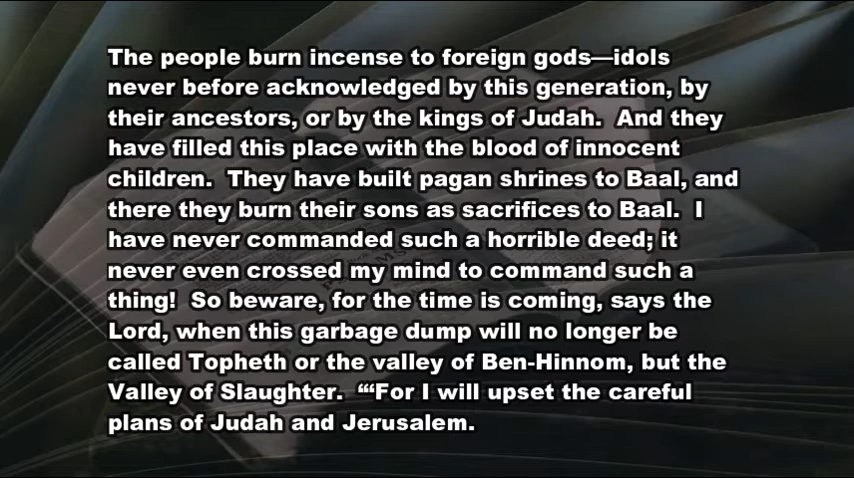 The people burn incense to foreign gods—idols
never before acknowledged by this generation, by
their ancestors, or by the kings of Judah.  And they
have filled this place with the blood of innocent
children.  They have built pagan shrines to Baal, and
there they burn their sons as sacrifices to Baal.  I
have never commanded such a horrible deed; it
never even crossed my mind to command such a
thing!  So beware, for the time is coming, says the
Lord, when this garbage dump will no longer be
called Topheth or the valley of Ben-Hinnom, but the
Valley of Slaughter.  “‘For I will upset the careful
plans of Judah and Jerusalem.